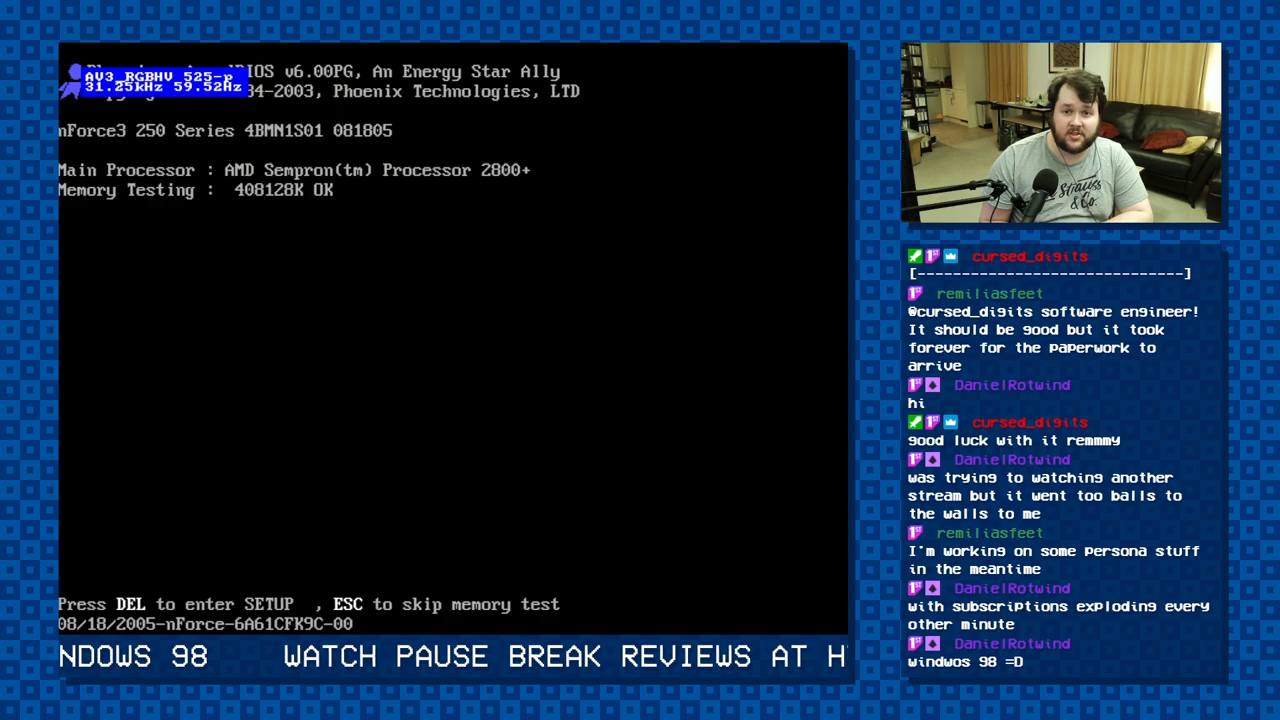 IOS v6.00PG, An Energy Star Ally
AV3 RGBHV 525-p
31.25kHz 59.52Hz
84-2003, Phoenix Technologies, LTD
nForce3 250 Series 4BMN1S01 081805
Main Processor : AMD Sempron(tm) Processor 2800+
Memory Testing : 408128K OK
Press DEL to enter SETUP , ESC to skip memory test
08/18/2005-nForce-6A61CFK9C-00
NDOWS 98 WATCH PAUSE BREAK REVIEWS AT H
Strauss
& Co.
cursed_digits
[------------------------------]
remiliasfeet
@cursed_digits software engineer!
It should be good but it took
forever for the paperwork to
arrive
DanielRotwind
hi
cursed_digits
good luck with it remmmy
DanielRotwind
was trying to watching another
stream but it went too balls to
the walls to me
remiliasfeet
I'm working on some persona stuff
in the meantime
DanielRotwind
with subscriptions exploding every
other minute
DanielRotwind
windwos 98 =D